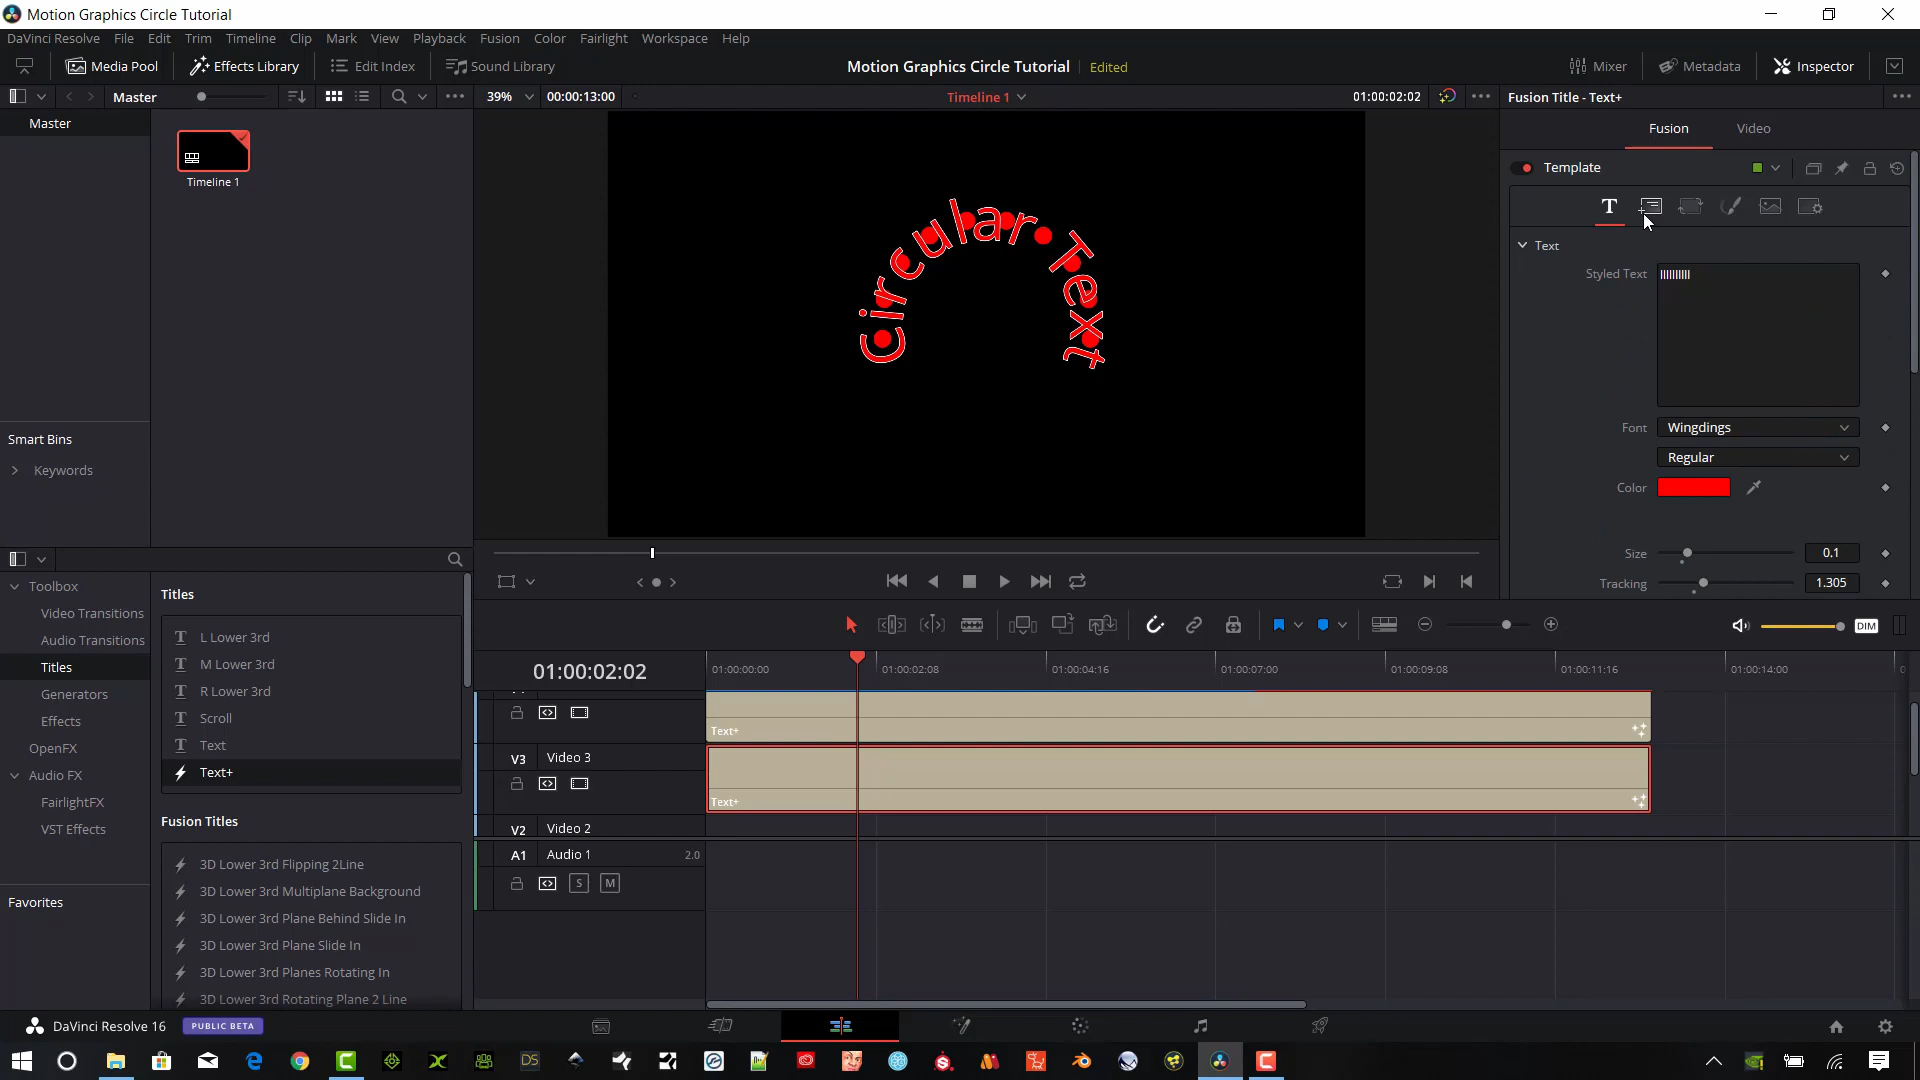 Motion Graphics Circle Tutorial
DaVinci Resolve File Edit Trim Timeline Clip Mark View Playback Fusion Color Fairlight Workspace Help
Media Pool Effects Library Edit Index Sound Library Motion Graphics Circle Tutorial Edited Mixer Metadata Inspector
Master 39% 00:00:13:00 Timeline 1 01:00:02:02 Fusion Title - Text+
Master
Timeline 1
Fusion Video
Template
Text
Styled Text llllllllll
Font Wingdings
Regular
Color
Size 0.1
Tracking 1.305
Circular Text
Smart Bins
Keywords
Toolbox
Video Transitions
Audio Transitions
Titles
Generators
Effects
OpenFX
Audio FX
FairlightFX
VST Effects
Favorites
Titles
L Lower 3rd
M Lower 3rd
R Lower 3rd
Scroll
Text
Text+
Fusion Titles
3D Lower 3rd Flipping 2Line
3D Lower 3rd Multiplane Background
3D Lower 3rd Plane Behind Slide In
3D Lower 3rd Plane Slide In
3D Lower 3rd Planes Rotating In
3D Lower 3rd Rotating Plane 2 Line
DIM
01:00:02:02 01:00:00:00 01:00:02:08 01:00:04:16 01:00:07:00 01:00:09:08 01:00:11:16 01:00:14:00
Text+
V3 Video 3
Text+
V2 Video 2
A1 Audio 1 2.0
S M
DaVinci Resolve 16 PUBLIC BETA
DS